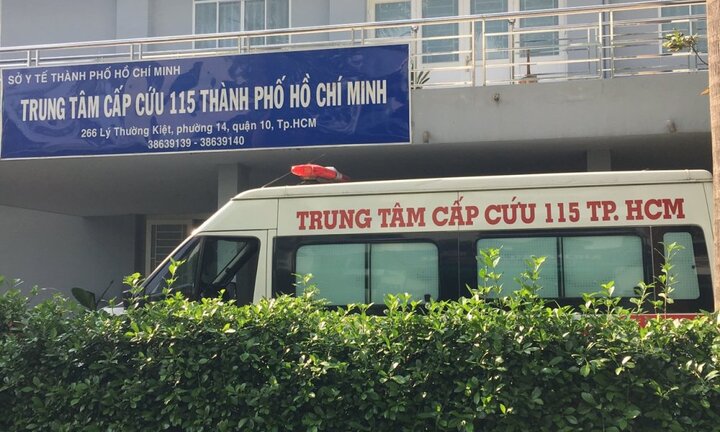 SỞ Y TẾ THÀNH PHỐ HỒ CHÍ MINH
TRUNG TÂM CẤP CỨU 115 THÀNH PHỐ HỒ CHÍ MINH
266 Lý Thường Kiệt, phường 14, quận 10, Tp.HCM
38639139 - 38639140
TRUNG TÂM CẤP CỨU 115 TP. HCM